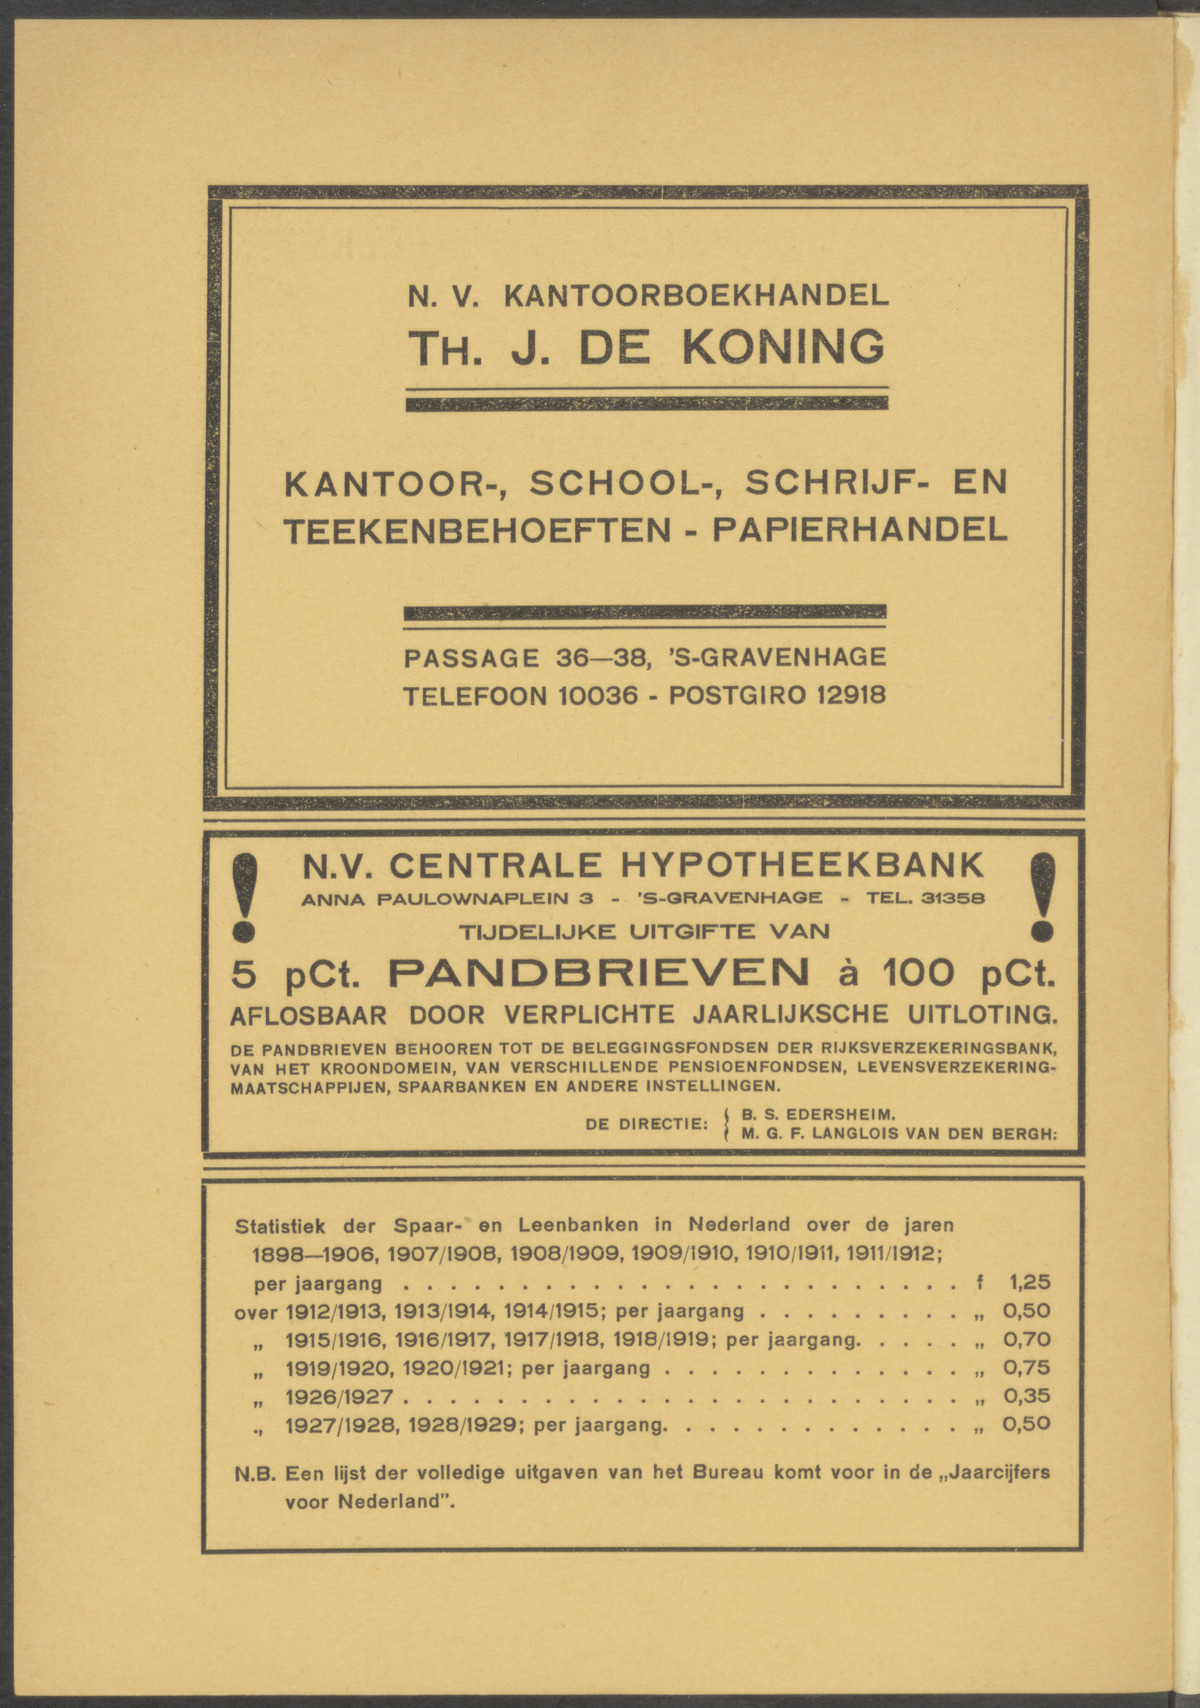 N. V. KANTOORBOEKHANDEL
TH. J. DE KONING
KANTOOR-, SCHOOL-, SCHRIJF- EN
TEEKENBEHOEFTEN - PAPIERHANDEL
PASSAGE 36—38, 'S-GRAVENHAGE
TELEFOON 10036 - POSTGIRO 12918
! N.V. CENTRALE HYPOTHEEKBANK !
ANNA PAULOWNAPLEIN 3 - 'S-GRAVENHAGE - TEL. 31358
TIJDELIJKE UITGIFTE VAN
5 pCt. PANDBRIEVEN à 100 pCt.
AFLOSBAAR DOOR VERPLICHTE JAARLIJKSCHE UITLOTING.
DE PANDBRIEVEN BEHOOREN TOT DE BELEGGINGSFONDSEN DER RIJKSVERZEKERINGSBANK,
VAN HET KROONDOMEIN, VAN VERSCHILLENDE PENSIOENFONDSEN, LEVENSVERZEKERING-
MAATSCHAPPIJEN, SPAARBANKEN EN ANDERE INSTELLINGEN.
DE DIRECTIE: { B. S. EDERSHEIM.
M. G. F. LANGLOIS VAN DEN BERGH:
Statistiek der Spaar- en Leenbanken in Nederland over de jaren
1898—1906, 1907/1908, 1908/1909, 1909/1910, 1910/1911, 1911/1912;
per jaargang . . . . . . . . . . . . . . . . . . . . . . . . . f 1,25
over 1912/1913, 1913/1914, 1914/1915; per jaargang . . . . . . . . . „ 0,50
„ 1915/1916, 1916/1917, 1917/1918, 1918/1919; per jaargang. . . . . „ 0,70
„ 1919/1920, 1920/1921; per jaargang . . . . . . . . . . . . . „ 0,75
„ 1926/1927 . . . . . . . . . . . . . . . . . . . . . . . . . „ 0,35
„ 1927/1928, 1928/1929; per jaargang. . . . . . . . . . . . . „ 0,50
N.B. Een lijst der volledige uitgaven van het Bureau komt voor in de „Jaarcijfers
voor Nederland".